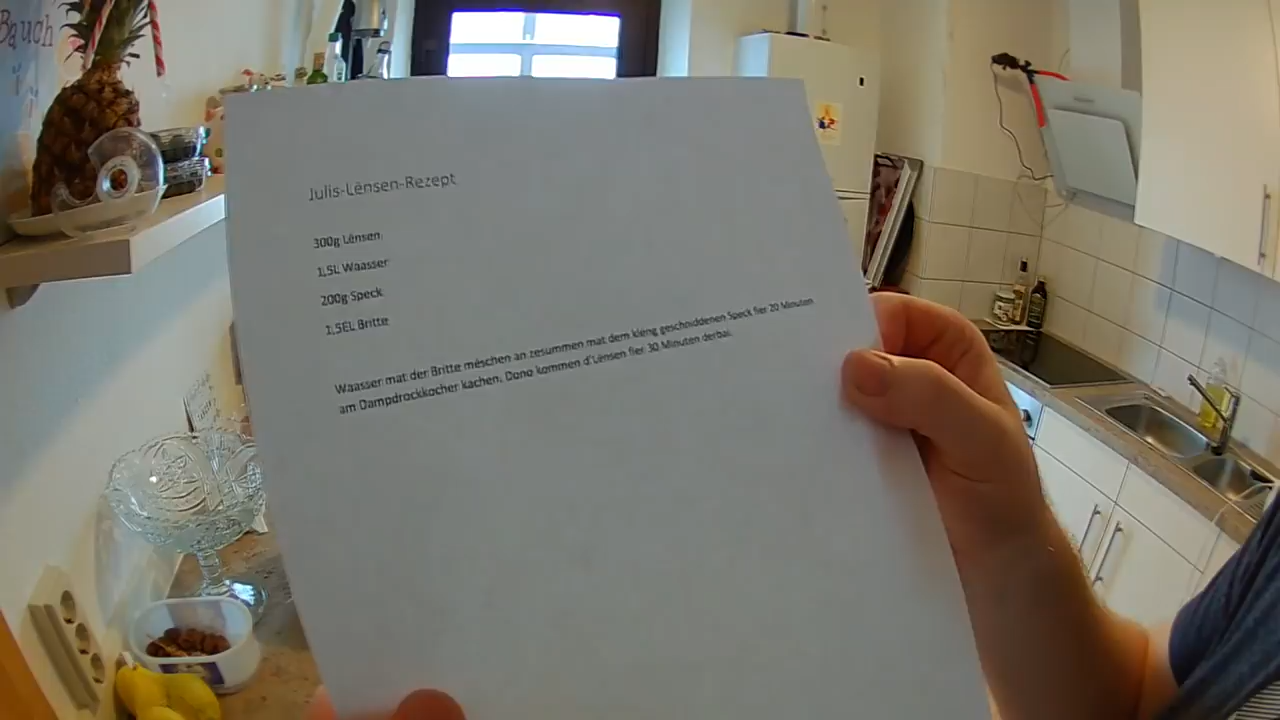 Bauch
Julis-Lënsen-Rezept
300g Lënsen
1,5L Waasser
200g Speck
1,5EL Britte
Waasser mat der Britte mëschen an zesummen mat dem kleng geschniddenen Speck fier 20 Minuten
am Dampdrockkocher kachen. Dono kommen d'Lënsen fier 30 Minuten derbai.